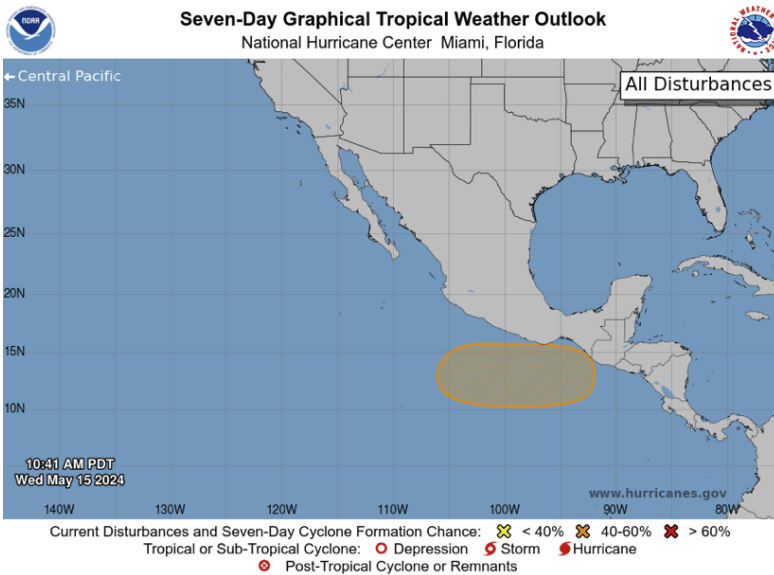 Seven-Day Graphical Tropical Weather Outlook
National Hurricane Center Miami, Florida
NOAA
NATIONAL WEATHER
Central Pacific
All Disturbances
35N
30N
25N
20N
15N
10N
10:41 AM PDT
Wed May 15 2024
www.hurricanes.gov
140W 130W 120W 110W 100W 90W 80W
Current Disturbances and Seven-Day Cyclone Formation Chance: < 40% 40-60% > 60%
Tropical or Sub-Tropical Cyclone: Depression Storm Hurricane
Post-Tropical Cyclone or Remnants